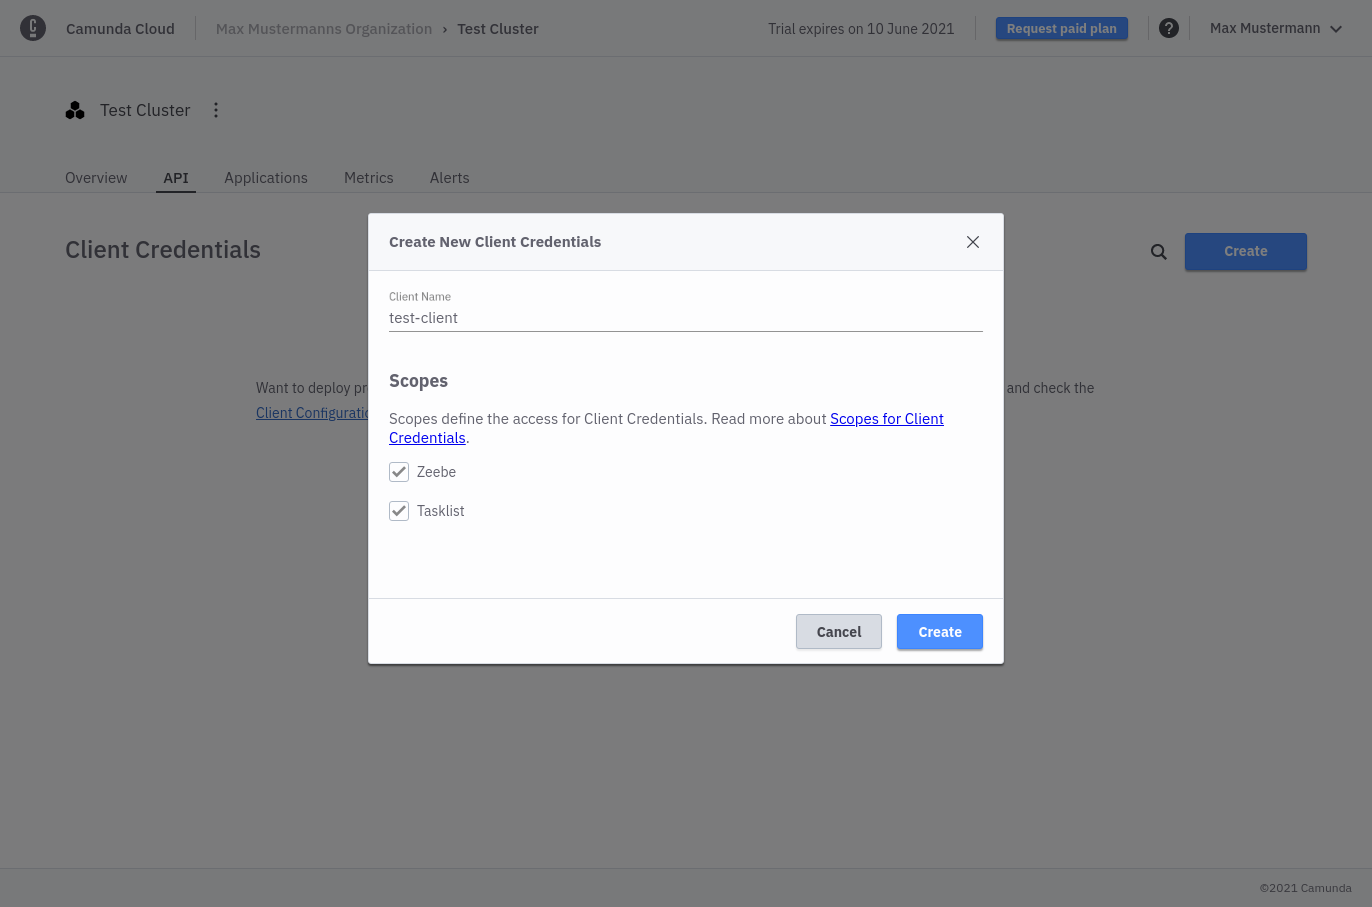 Camunda Cloud
Max Mustermanns Organization › Test Cluster
Trial expires on 10 June 2021
Request paid plan
?
Max Mustermann
Test Cluster
Overview
API
Applications
Metrics
Alerts
Client Credentials
Create
Want to deploy pr
and check the
Client Configuratio
Create New Client Credentials
Client Name
test-client
Scopes
Scopes define the access for Client Credentials. Read more about Scopes for Client
Credentials.
Zeebe
Tasklist
Cancel
Create
©2021 Camunda